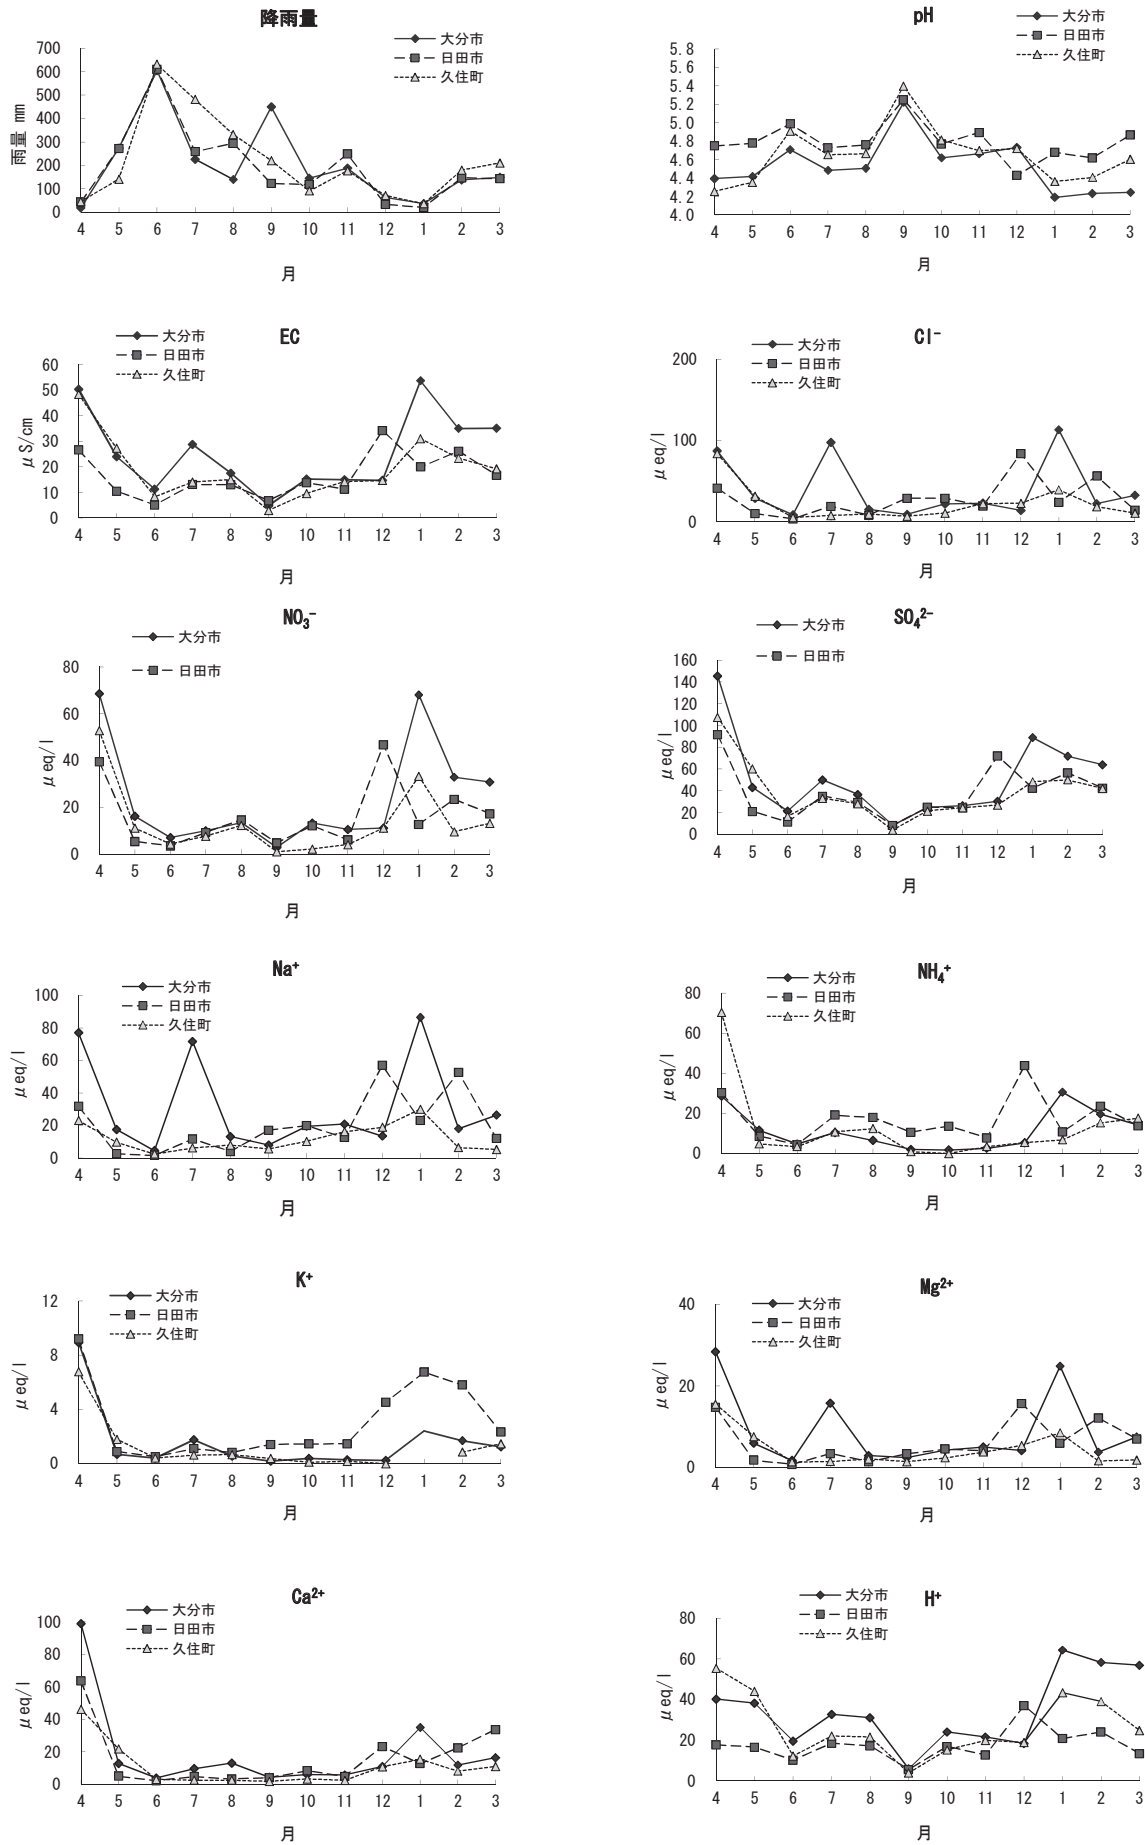 降雨量
大分市
日田市
久住町
雨量 mm
700
600
500
400
300
200
100
0
4 5 6 7 8 9 10 11 12 1 2 3
月
pH
大分市
日田市
久住町
5.8
5.6
5.4
5.2
5.0
4.8
4.6
4.4
4.2
4.0
4 5 6 7 8 9 10 11 12 1 2 3
月
EC
大分市
日田市
久住町
μS/cm
60
50
40
30
20
10
0
4 5 6 7 8 9 10 11 12 1 2 3
月
Cl⁻
大分市
日田市
久住町
μeq/l
200
100
0
4 5 6 7 8 9 10 11 12 1 2 3
月
NO₃⁻
大分市
日田市
μeq/l
80
60
40
20
0
4 5 6 7 8 9 10 11 12 1 2 3
月
SO₄²⁻
大分市
日田市
μeq/l
160
140
120
100
80
60
40
20
0
4 5 6 7 8 9 10 11 12 1 2 3
月
Na⁺
大分市
日田市
久住町
μeq/l
100
80
60
40
20
0
4 5 6 7 8 9 10 11 12 1 2 3
月
NH₄⁺
大分市
日田市
久住町
μeq/l
80
60
40
20
0
4 5 6 7 8 9 10 11 12 1 2 3
月
K⁺
大分市
日田市
久住町
μeq/l
12
8
4
0
4 5 6 7 8 9 10 11 12 1 2 3
月
Mg²⁺
大分市
日田市
久住町
μeq/l
40
20
0
4 5 6 7 8 9 10 11 12 1 2 3
月
Ca²⁺
大分市
日田市
久住町
μeq/l
100
80
60
40
20
0
4 5 6 7 8 9 10 11 12 1 2 3
月
H⁺
大分市
日田市
久住町
μeq/l
80
60
40
20
0
4 5 6 7 8 9 10 11 12 1 2 3
月